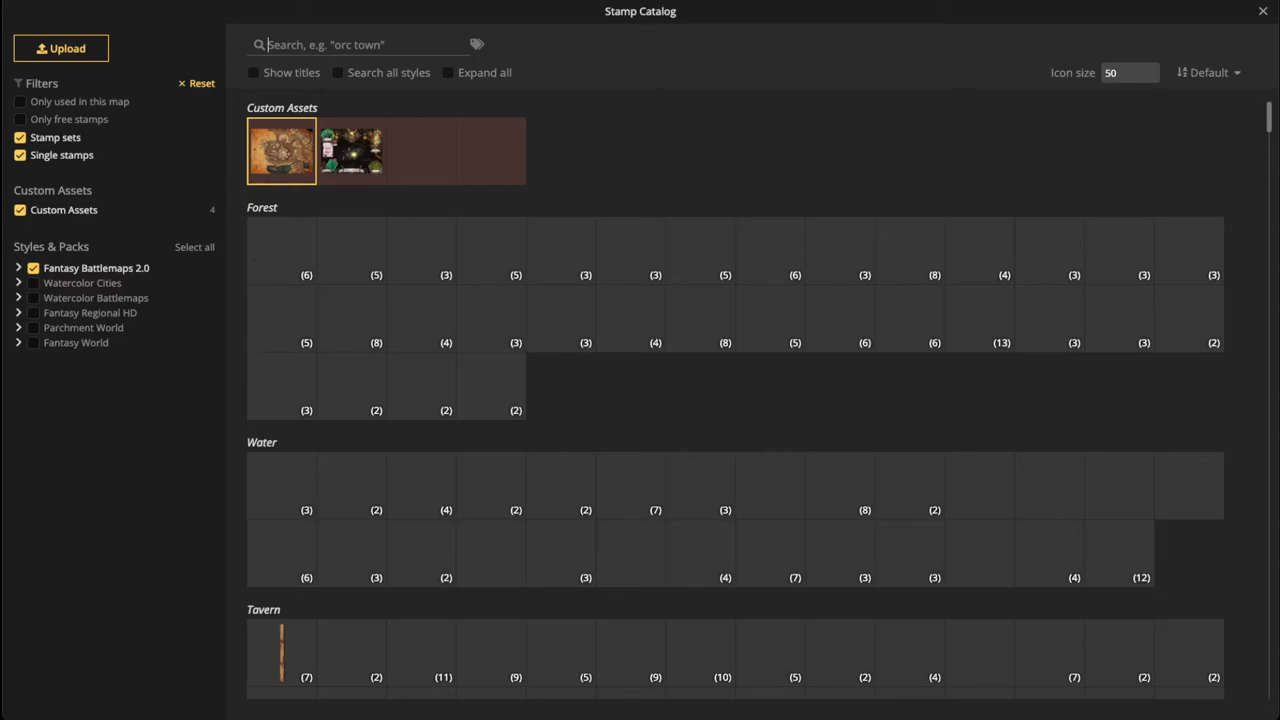 Stamp Catalog
Upload
Search, e.g. "orc town"
Show titles
Search all styles
Expand all
Icon size
50
Default
Filters
Reset
Only used in this map
Only free stamps
Stamp sets
Single stamps
Custom Assets
Custom Assets
4
Styles & Packs
Select all
Fantasy Battlemaps 2.0
Watercolor Cities
Watercolor Battlemaps
Fantasy Regional HD
Parchment World
Fantasy World
Custom Assets
Forest
(6) (5) (3) (5) (3) (3) (5) (6) (3) (8) (4) (3) (3) (3)
(5) (8) (4) (3) (3) (4) (8) (5) (6) (6) (13) (3) (3) (2)
(3) (2) (2) (2)
Water
(3) (2) (4) (2) (2) (7) (3) (8) (2)
(6) (3) (2) (3) (4) (7) (3) (3) (4) (12)
Tavern
(7) (2) (11) (9) (5) (9) (10) (5) (2) (4) (7) (2) (2)